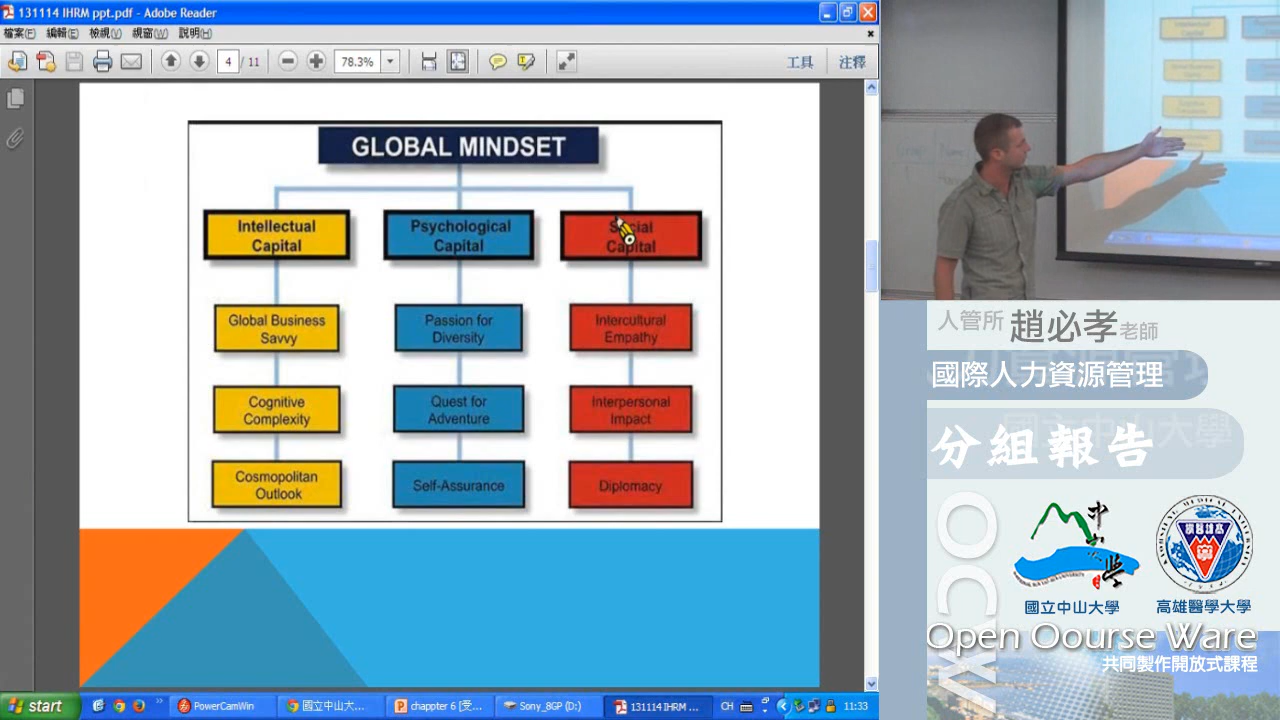 131114 IHRM ppt.pdf - Adobe Reader
檔案(F) 編輯(E) 檢視(V) 視窗(W) 說明(H)
4 / 11
78.3%
工具
注釋
GLOBAL MINDSET
Intellectual
Capital
Psychological
Capital
Social
Capital
Global Business
Savvy
Passion for
Diversity
Intercultural
Empathy
Cognitive
Complexity
Quest for
Adventure
Interpersonal
Impact
Cosmopolitan
Outlook
Self-Assurance
Diplomacy
人管所 趙必孝老師
國際人力資源管理
分組報告
OCW
國立中山大學
高雄醫學大學
Open Oourse Ware
共同製作開放式課程
start
PowerCamWin
國立中山大...
chappter 6 [受...
Sony_8GP (D:)
131114 IHRM ...
CH
11:33